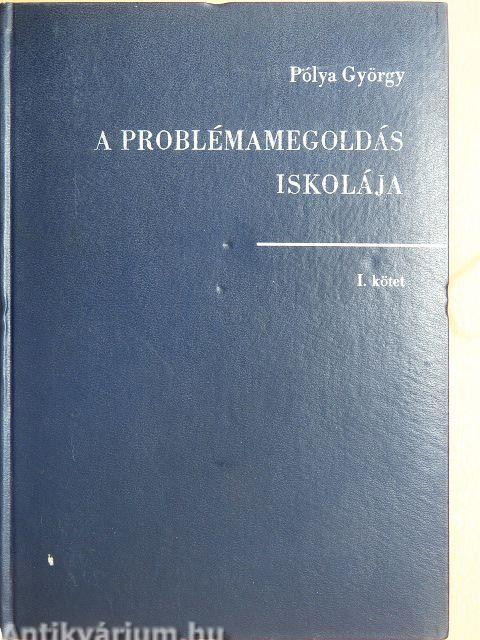 Pólya György
A PROBLÉMAMEGOLDÁS
ISKOLÁJA
I. kötet
Antikvárium.hu